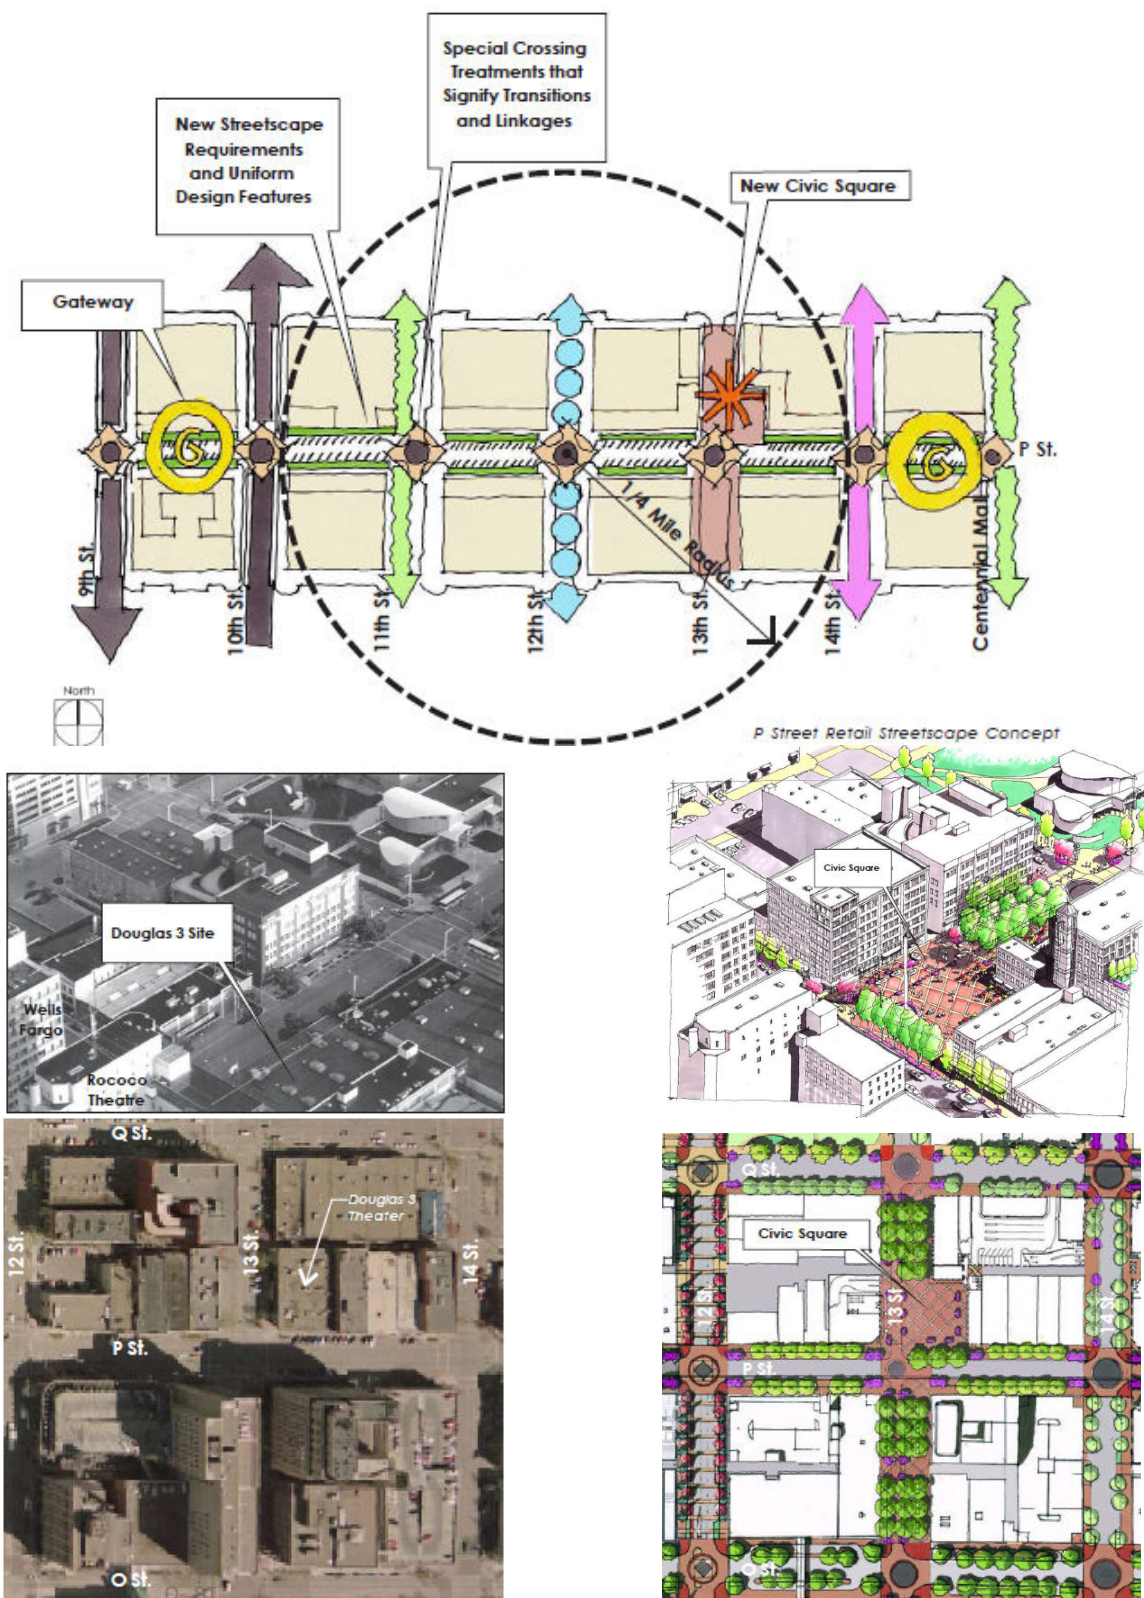 Special Crossing
Treatments that
Signify Transitions
and Linkages
New Streetscape
Requirements
and Uniform
Design Features
New Civic Square
Gateway
G
G
P St.
1/4 Mile Radius
9th St.
10th St.
11th St.
12th St.
13th St.
14th St.
Centennial Mall
North
P Street Retail Streetscape Concept
Douglas 3 Site
Wells
Fargo
Rococo
Theatre
Civic Square
Q St.
Douglas 3
Theater
12 St.
13 St.
14 St.
P St.
O St.
Q St.
Civic Square
12 St.
13 St.
14 St.
P St.
O St.